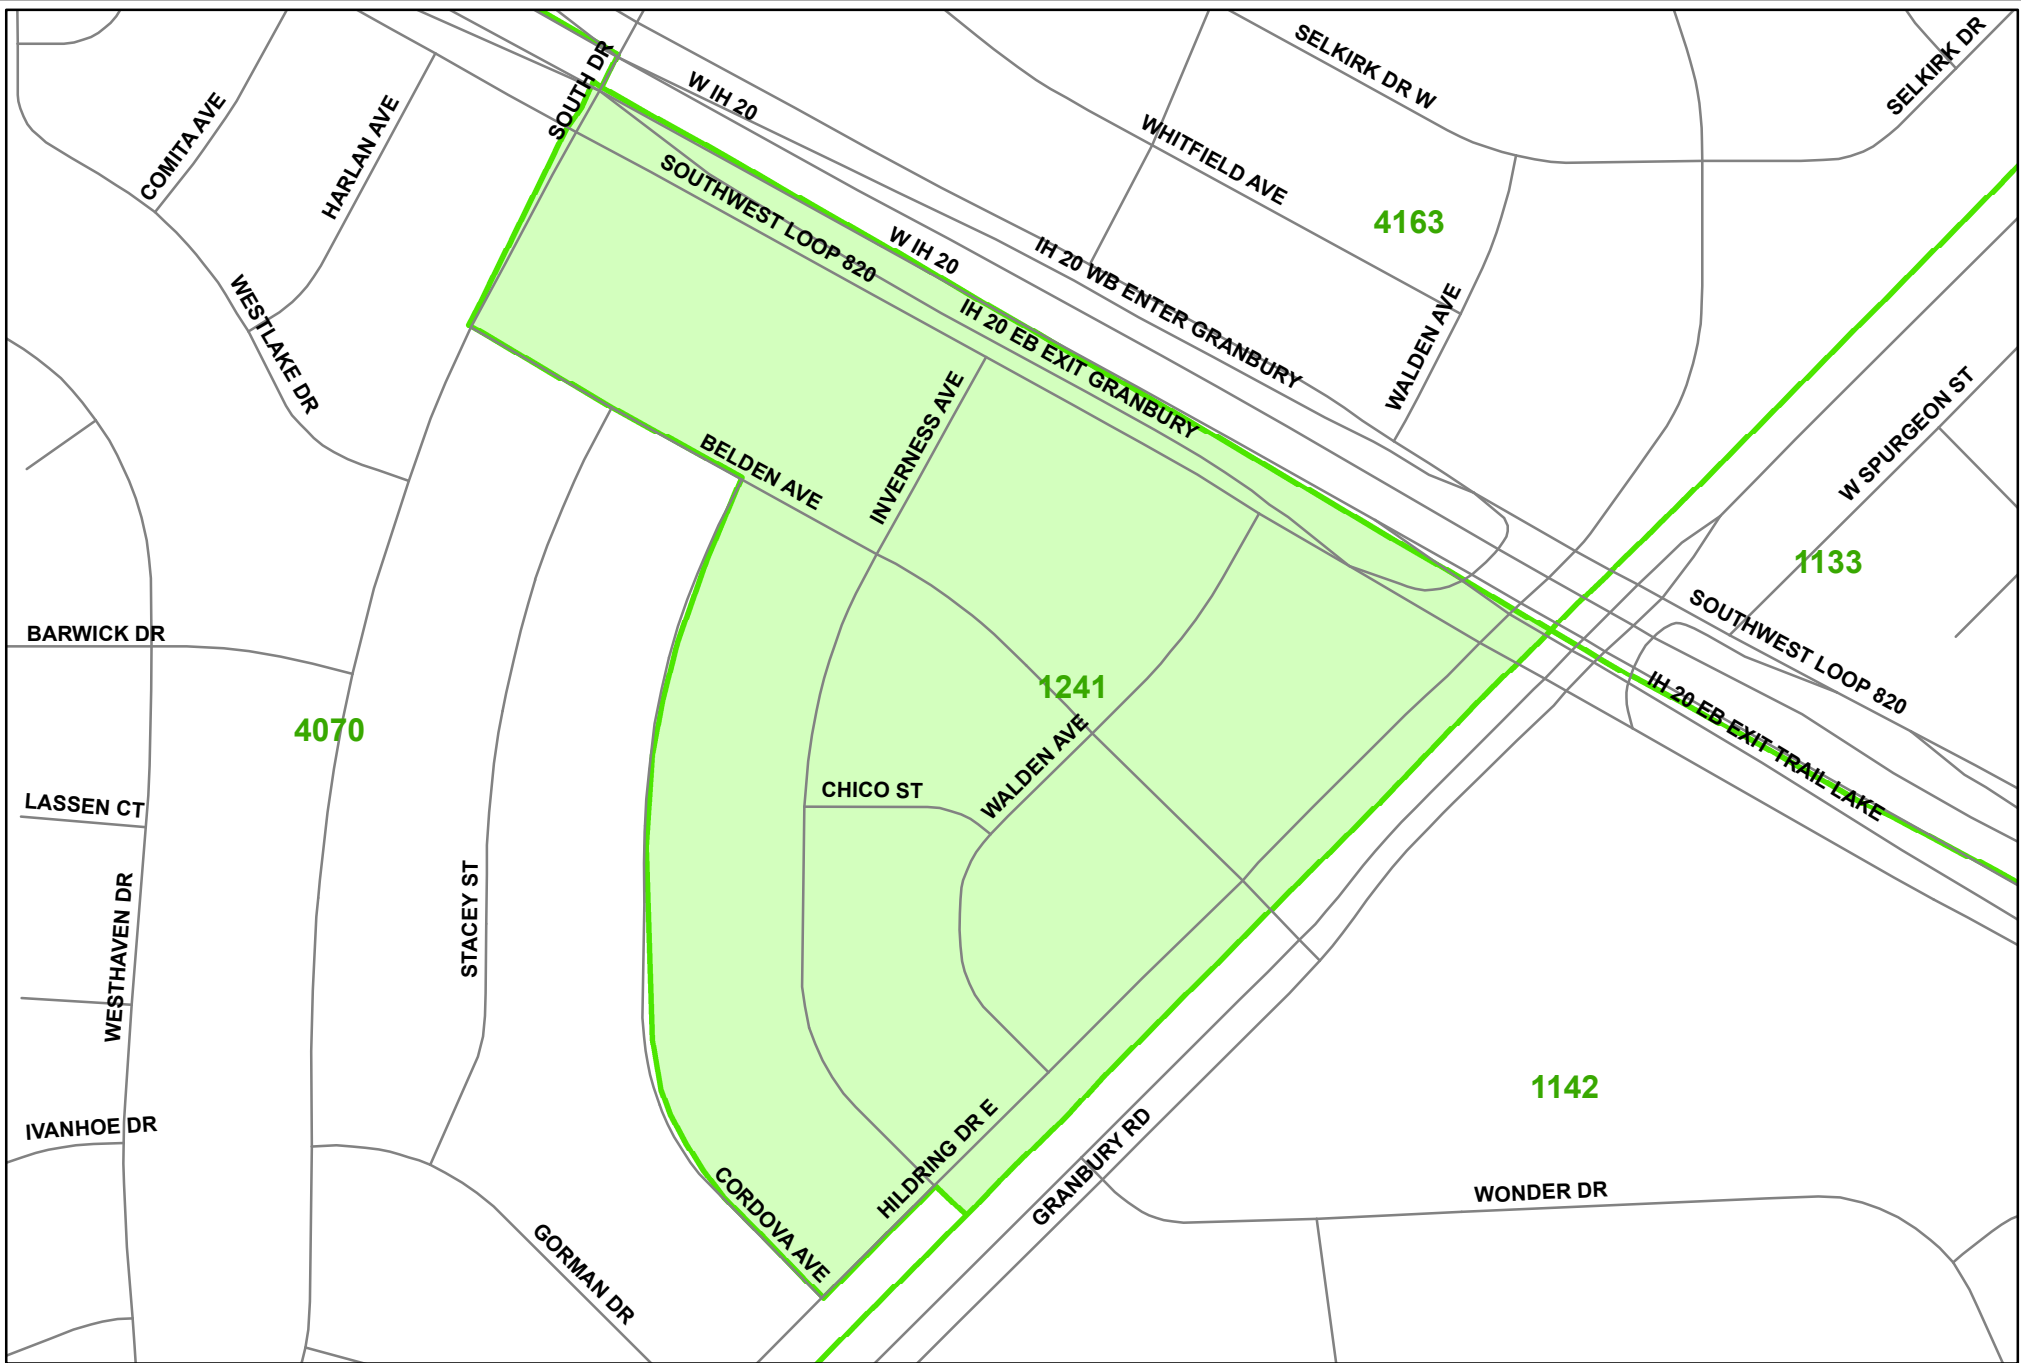 SELKIRK DR W
SELKIRK DR
SOUTH DR
W IH 20
COMITA AVE
HARLAN AVE
WHITFIELD AVE
SOUTHWEST LOOP 820
4163
W IH 20
IH 20 WB ENTER GRANBURY
WESTLAKE DR
IH 20 EB EXIT GRANBURY
WALDEN AVE
INVERNESS AVE
W SPURGEON ST
BELDEN AVE
1133
BARWICK DR
SOUTHWEST LOOP 820
1241
4070
IH 20 EB EXIT TRAIL LAKE
WALDEN AVE
CHICO ST
LASSEN CT
STACEY ST
WESTHAVEN DR
1142
IVANHOE DR
HILDRING DR E
GRANBURY RD
WONDER DR
CORDOVA AVE
GORMAN DR